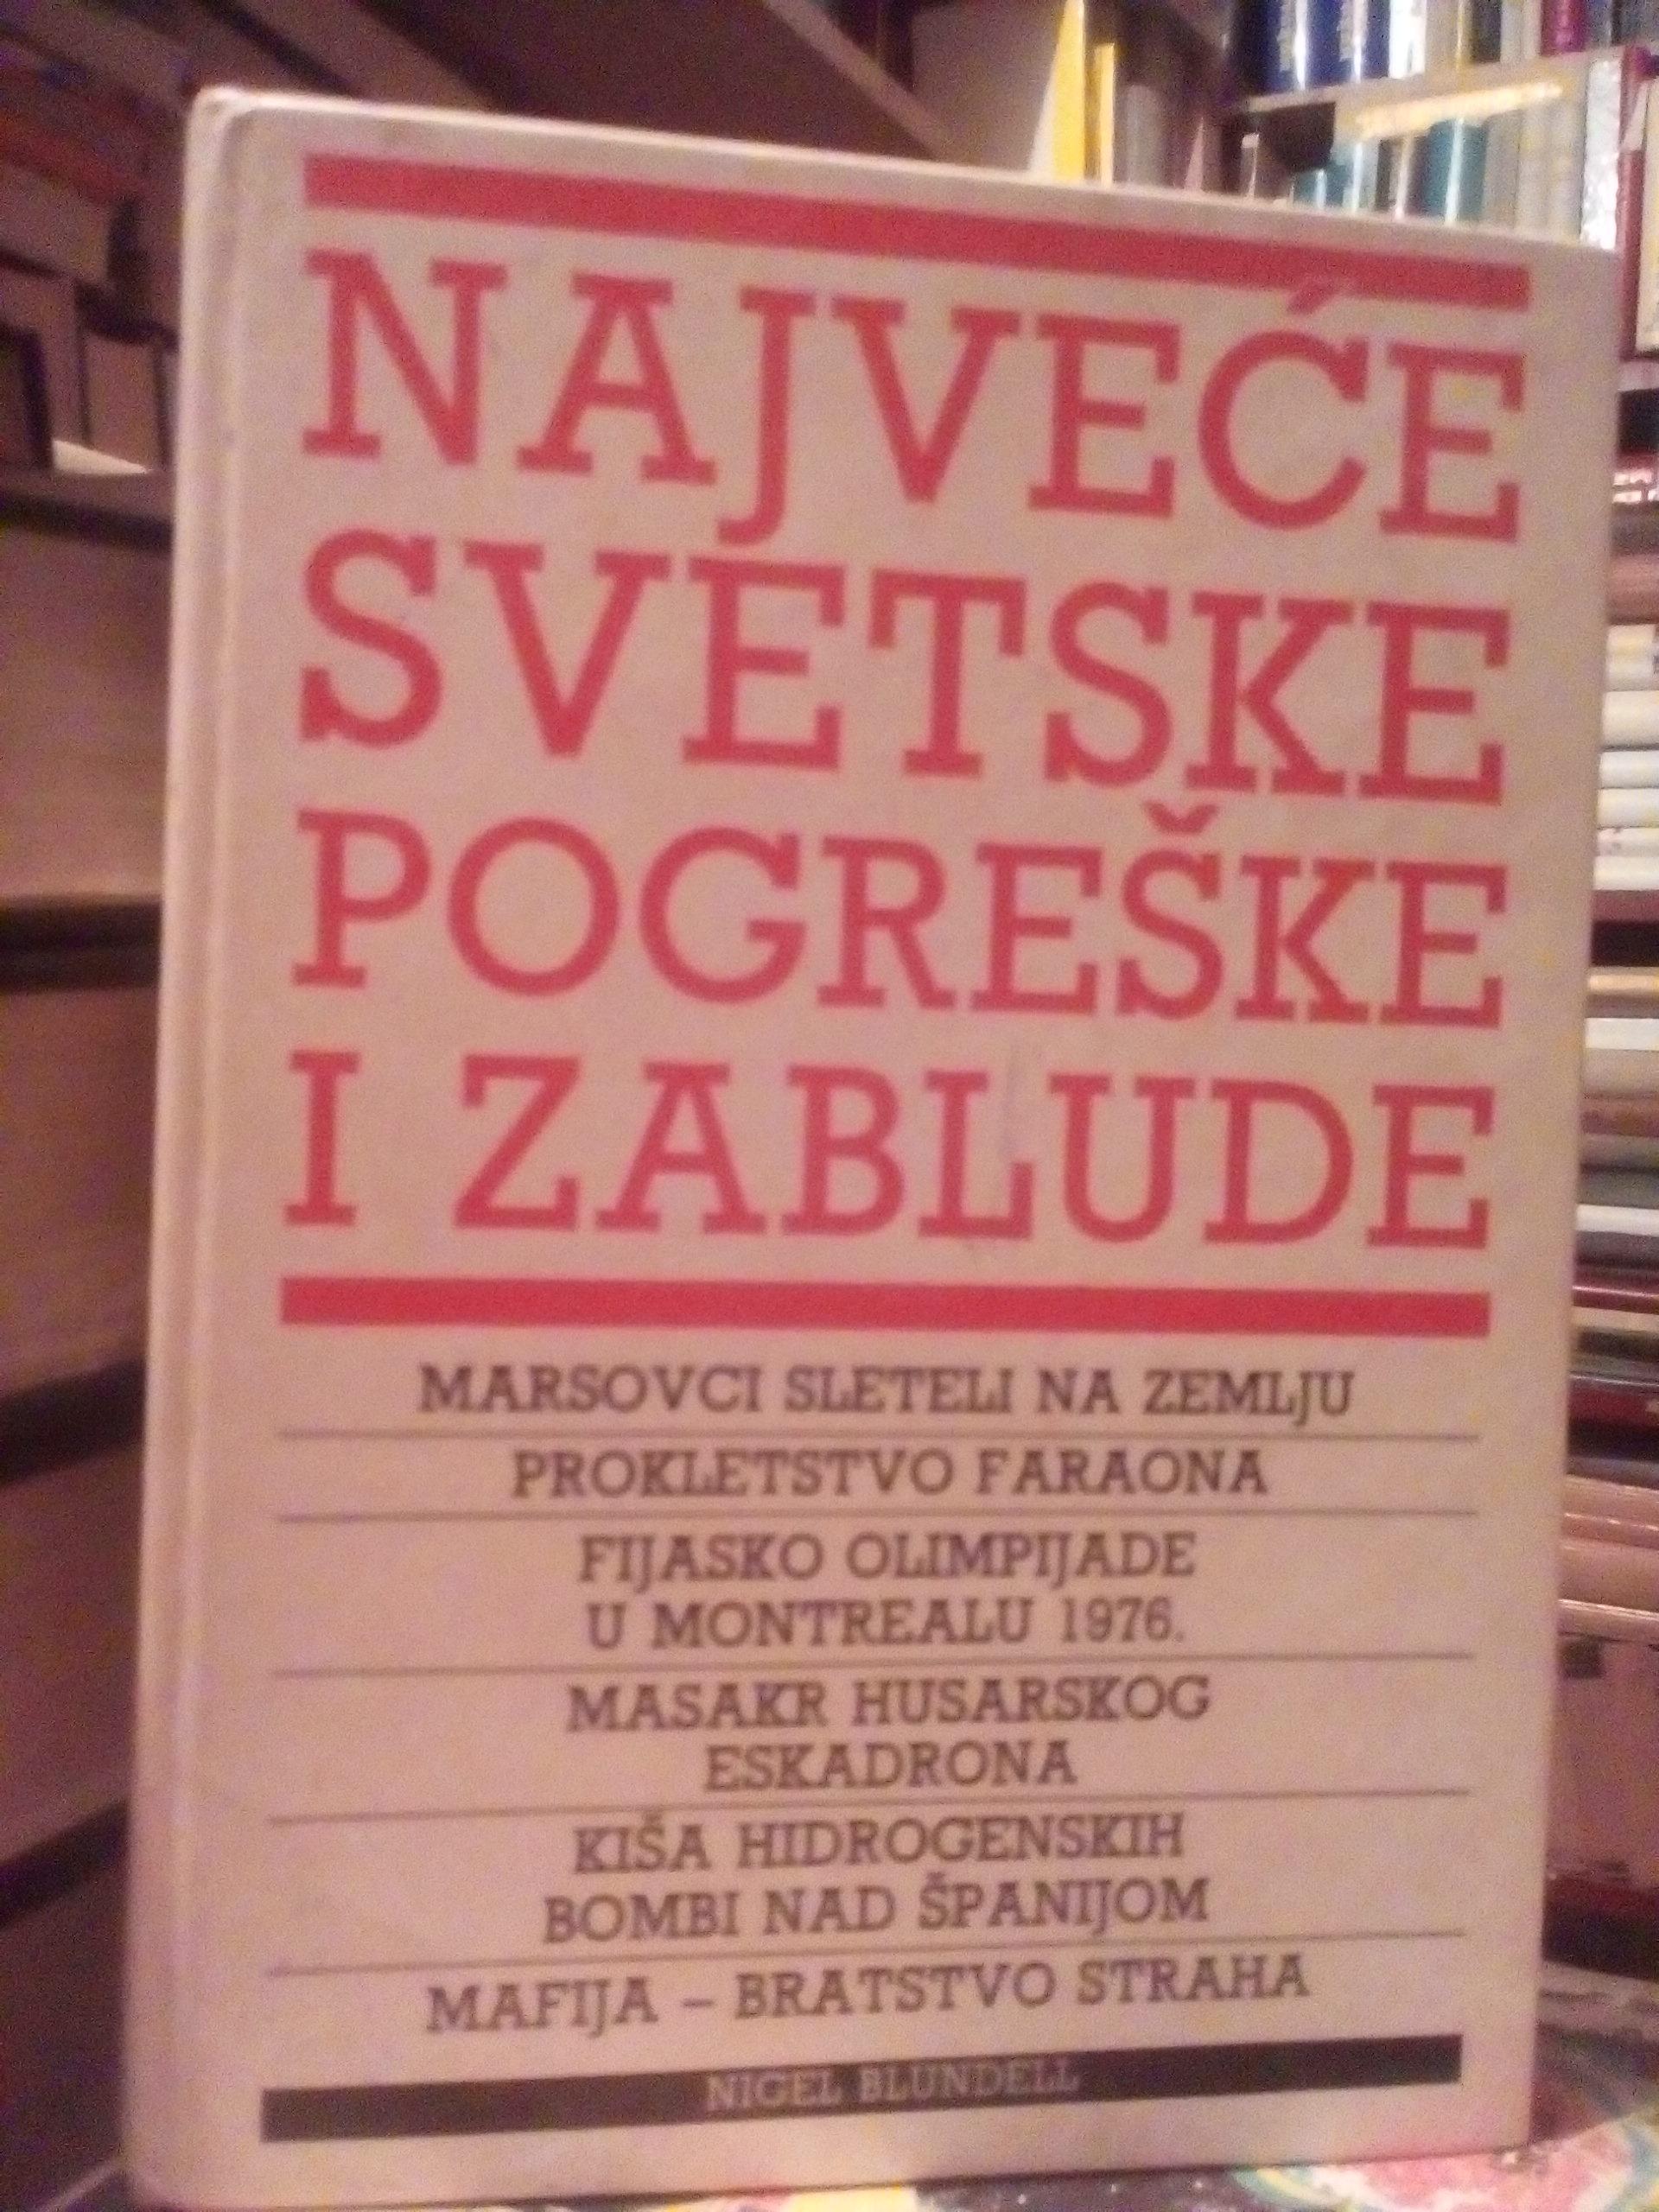 NAJVEĆE
SVETSKE
POGREŠKE
I ZABLUDE
MARSOVCI SLETELI NA ZEMLJU
PROKLETSTVO FARAONA
FIJASKO OLIMPIJADE
U MONTREALU 1976.
MASAKR HUSARSKOG
ESKADRONA
KIŠA HIDROGENSKIH
BOMBI NAD ŠPANIJOM
MAFIJA – BRATSTVO STRAHA
NIGEL BLUNDELL